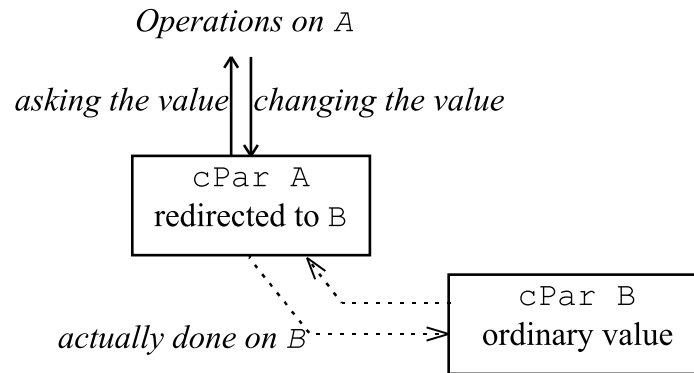 Operations on A
asking the value changing the value
cPar A
redirected to B
cPar B
actually done on B
ordinary value